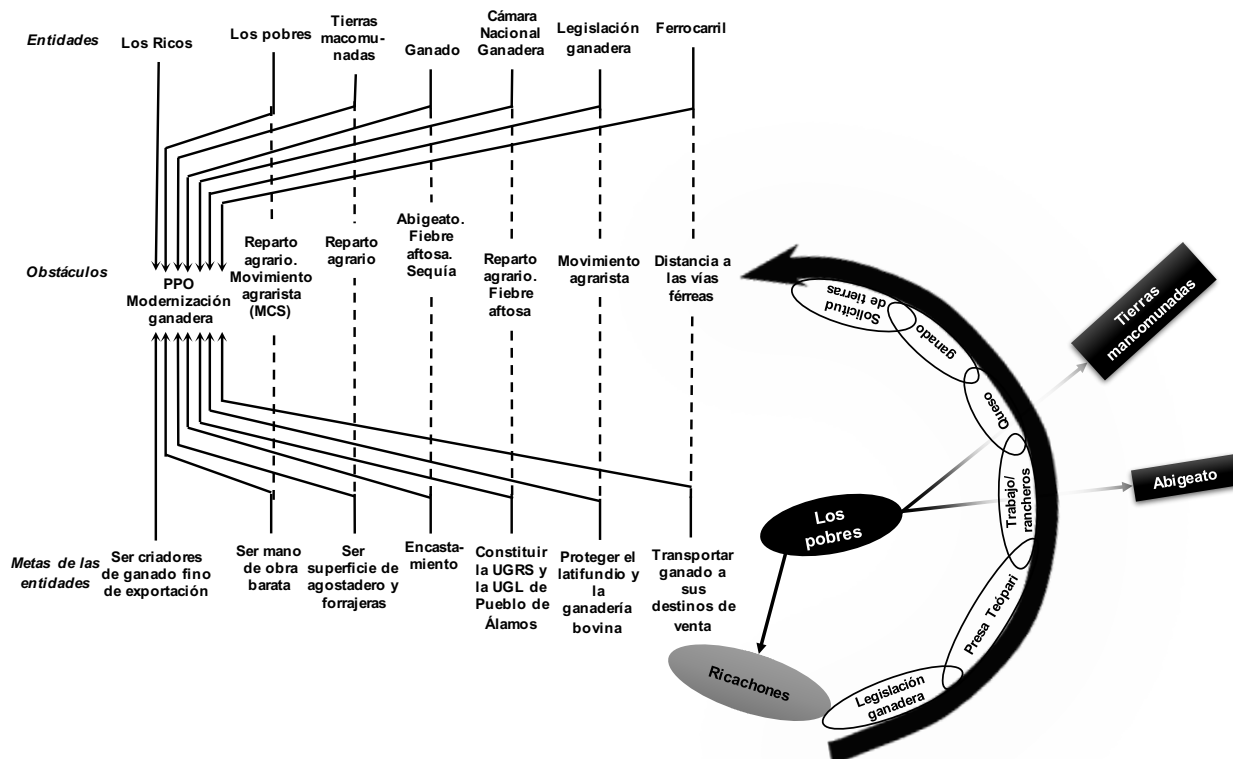 Entidades
Los Ricos
Los pobres
Tierras
macomu-
nadas
Ganado
Cámara
Nacional
Ganadera
Legislación
ganadera
Ferrocarril
Obstáculos
PPO
Modernización
ganadera
Reparto
agrario.
Movimiento
agrarista
(MCS)
Reparto
agrario
Abigeato.
Fiebre
aftosa.
Sequía
Reparto
agrario.
Fiebre
aftosa
Movimiento
agrarista
Distancia a
las vías
férreas
Metas de las
entidades
Ser criadores
de ganado fino
de exportación
Ser mano
de obra
barata
Ser
superficie de
agostadero y
forrajeras
Encasta-
miento
Constituir
la UGRS y
la UGL de
Pueblo de
Álamos
Proteger el
latifundio y
la
ganadería
bovina
Transportar
ganado a
sus
destinos de
venta
Solicitud
de tierras
ganado
Queso
Trabajo/
rancheros
Presa Teópari
Legislación
ganadera
Los
pobres
Ricachones
Tierras
mancomunadas
Abigeato